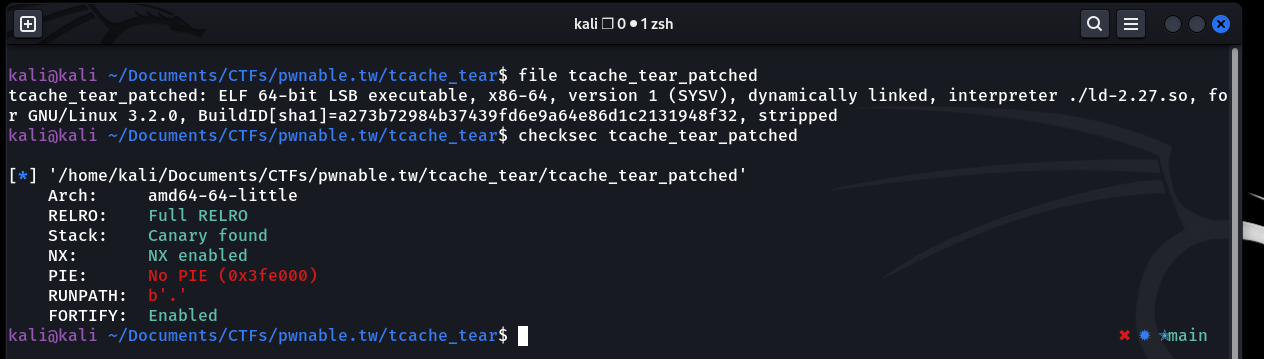 kali ❐ 0 ● 1 zsh
kali@kali ~/Documents/CTFs/pwnable.tw/tcache_tear$ file tcache_tear_patched
tcache_tear_patched: ELF 64-bit LSB executable, x86-64, version 1 (SYSV), dynamically linked, interpreter ./ld-2.27.so, fo
r GNU/Linux 3.2.0, BuildID[sha1]=a273b72984b37439fd6e9a64e86d1c2131948f32, stripped
kali@kali ~/Documents/CTFs/pwnable.tw/tcache_tear$ checksec tcache_tear_patched
[*] '/home/kali/Documents/CTFs/pwnable.tw/tcache_tear/tcache_tear_patched'
Arch: amd64-64-little
RELRO: Full RELRO
Stack: Canary found
NX: NX enabled
PIE: No PIE (0x3fe000)
RUNPATH: b'.'
FORTIFY: Enabled
kali@kali ~/Documents/CTFs/pwnable.tw/tcache_tear$ main